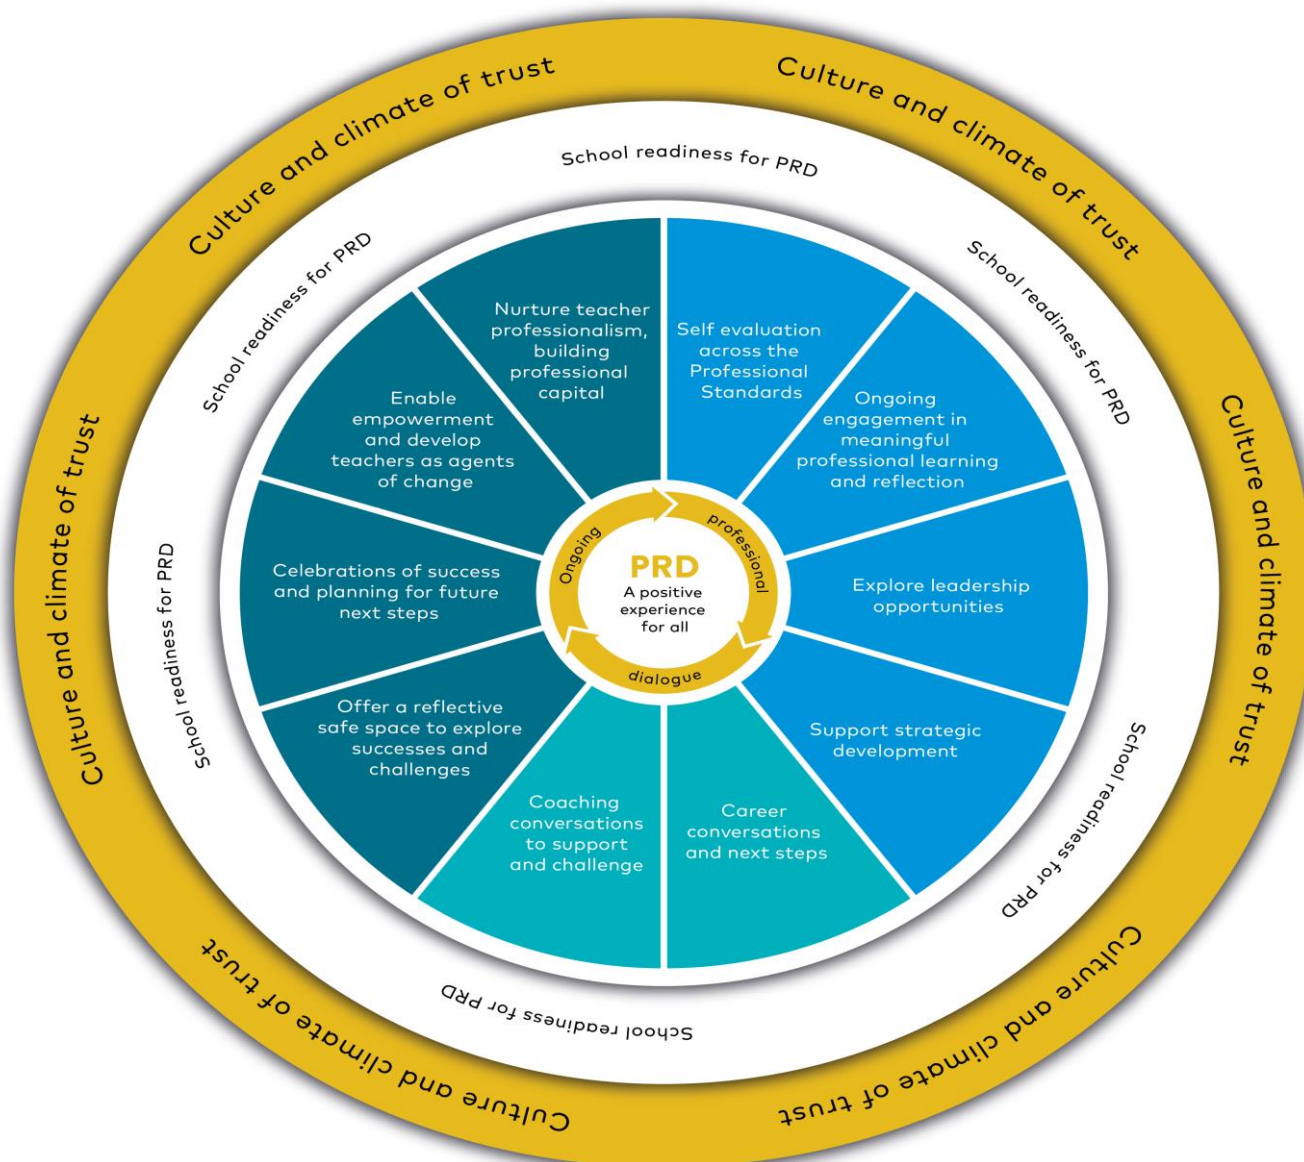 Culture and climate of trust
Culture and climate of trust
Culture and climate of trust
Culture and climate of trust
Culture and climate of trust
Culture and climate of trust
School readiness for PRD
School readiness for PRD
School readiness for PRD
School readiness for PRD
School readiness for PRD
School readiness for PRD
Self evaluation
across the
Professional
Standards
Ongoing
engagement in
meaningful
professional learning
and reflection
Explore leadership
opportunities
Support strategic
development
Career
conversations
and next steps
Coaching
conversations
to support
and challenge
Offer a reflective
safe space to explore
successes and
challenges
Celebrations of success
and planning for future
next steps
Enable
empowerment
and develop
teachers as agents
of change
Nurture teacher
professionalism,
building
professional
capital
Ongoing
professional
dialogue
PRD
A positive
experience
for all